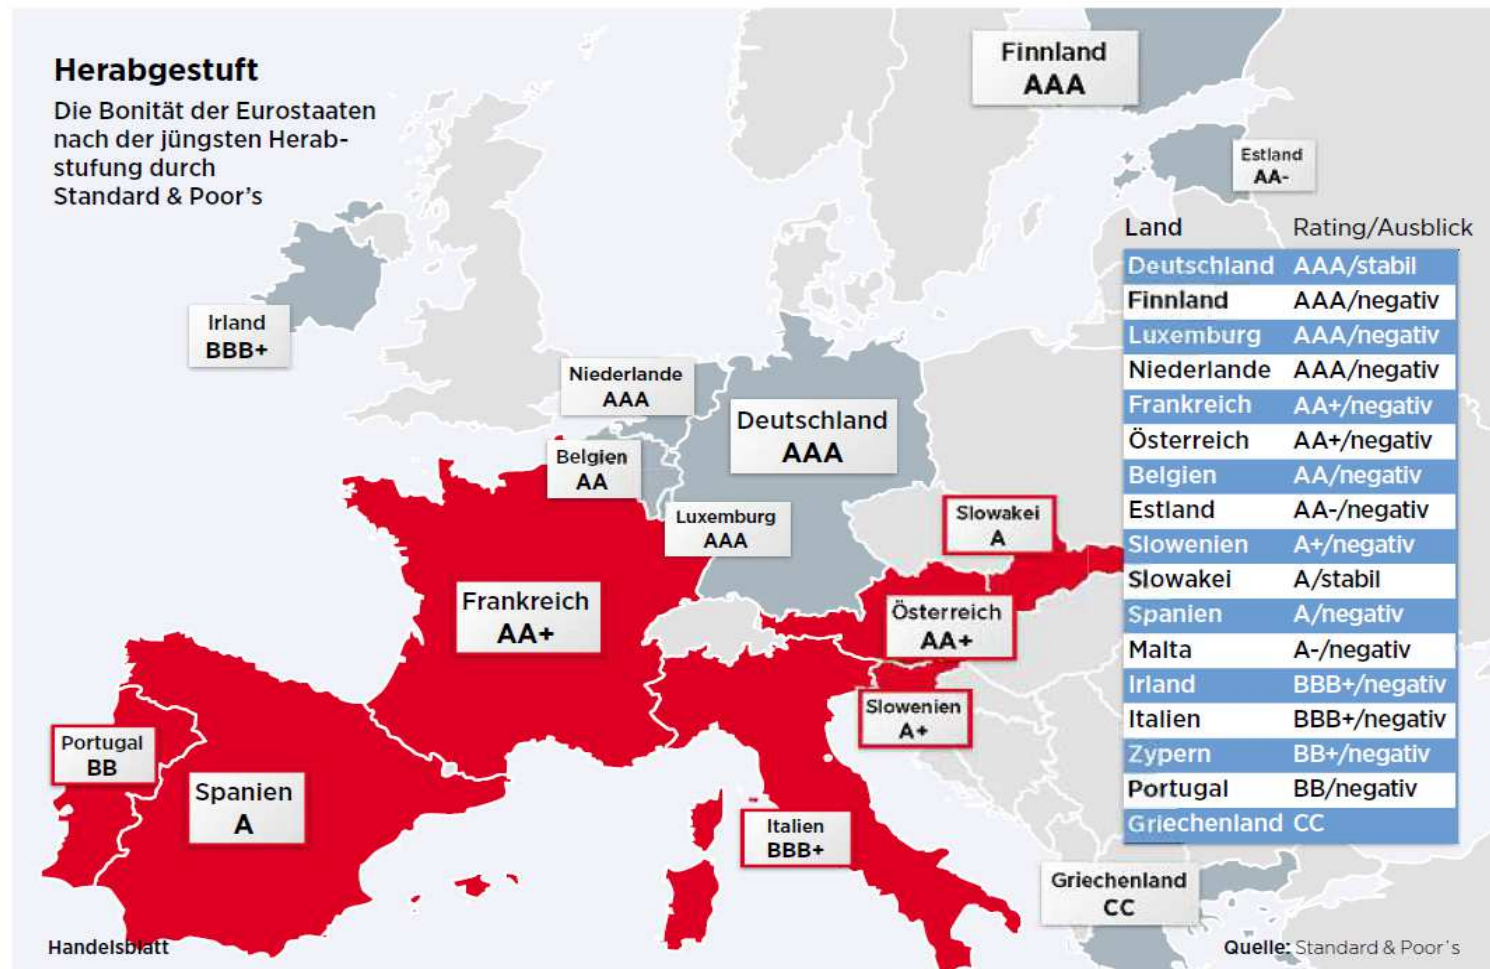 Herabgestuft
Die Bonität der Eurostaaten
nach der jüngsten Herab-
stufung durch
Standard & Poor's
Finnland
AAA
Estland
AA-
Irland
BBB+
Niederlande
AAA
Deutschland
AAA
Belgien
AA
Luxemburg
AAA
Slowakei
A
Frankreich
AA+
Österreich
AA+
Slowenien
A+
Portugal
BB
Spanien
A
Italien
BBB+
Griechenland
CC
Land Rating/Ausblick
Deutschland AAA/stabil
Finnland AAA/negativ
Luxemburg AAA/negativ
Niederlande AAA/negativ
Frankreich AA+/negativ
Österreich AA+/negativ
Belgien AA/negativ
Estland AA-/negativ
Slowenien A+/negativ
Slowakei A/stabil
Spanien A/negativ
Malta A-/negativ
Irland BBB+/negativ
Italien BBB+/negativ
Zypern BB+/negativ
Portugal BB/negativ
Griechenland CC
Handelsblatt
Quelle: Standard & Poor's